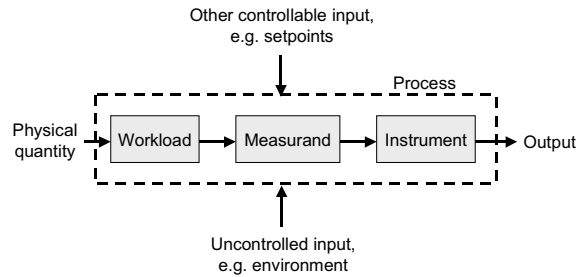 Other controllable input,
e.g. setpoints
Process
Physical
quantity
Workload
Measurand
Instrument
Output
Uncontrolled input,
e.g. environment